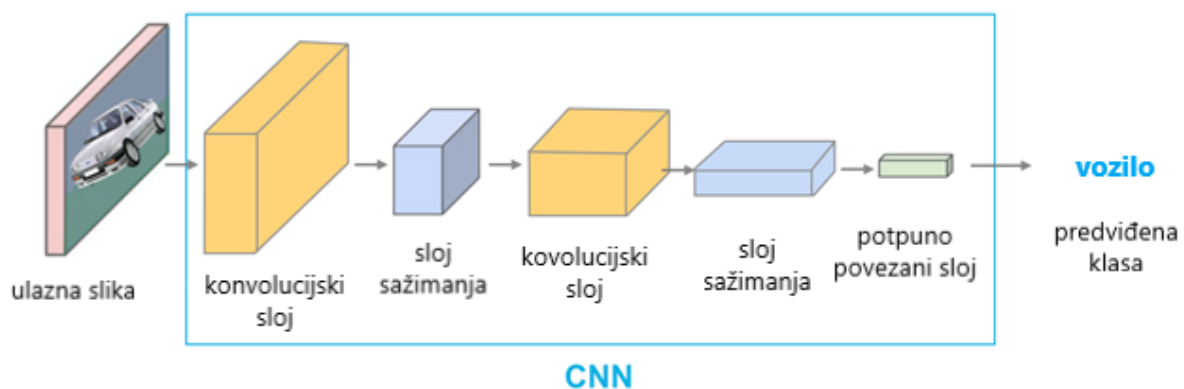 ulazna slika
konvolucijski
sloj
sloj
sažimanja
kovolucijski
sloj
sloj
sažimanja
potpuno
povezani sloj
vozilo
predviđena
klasa
CNN